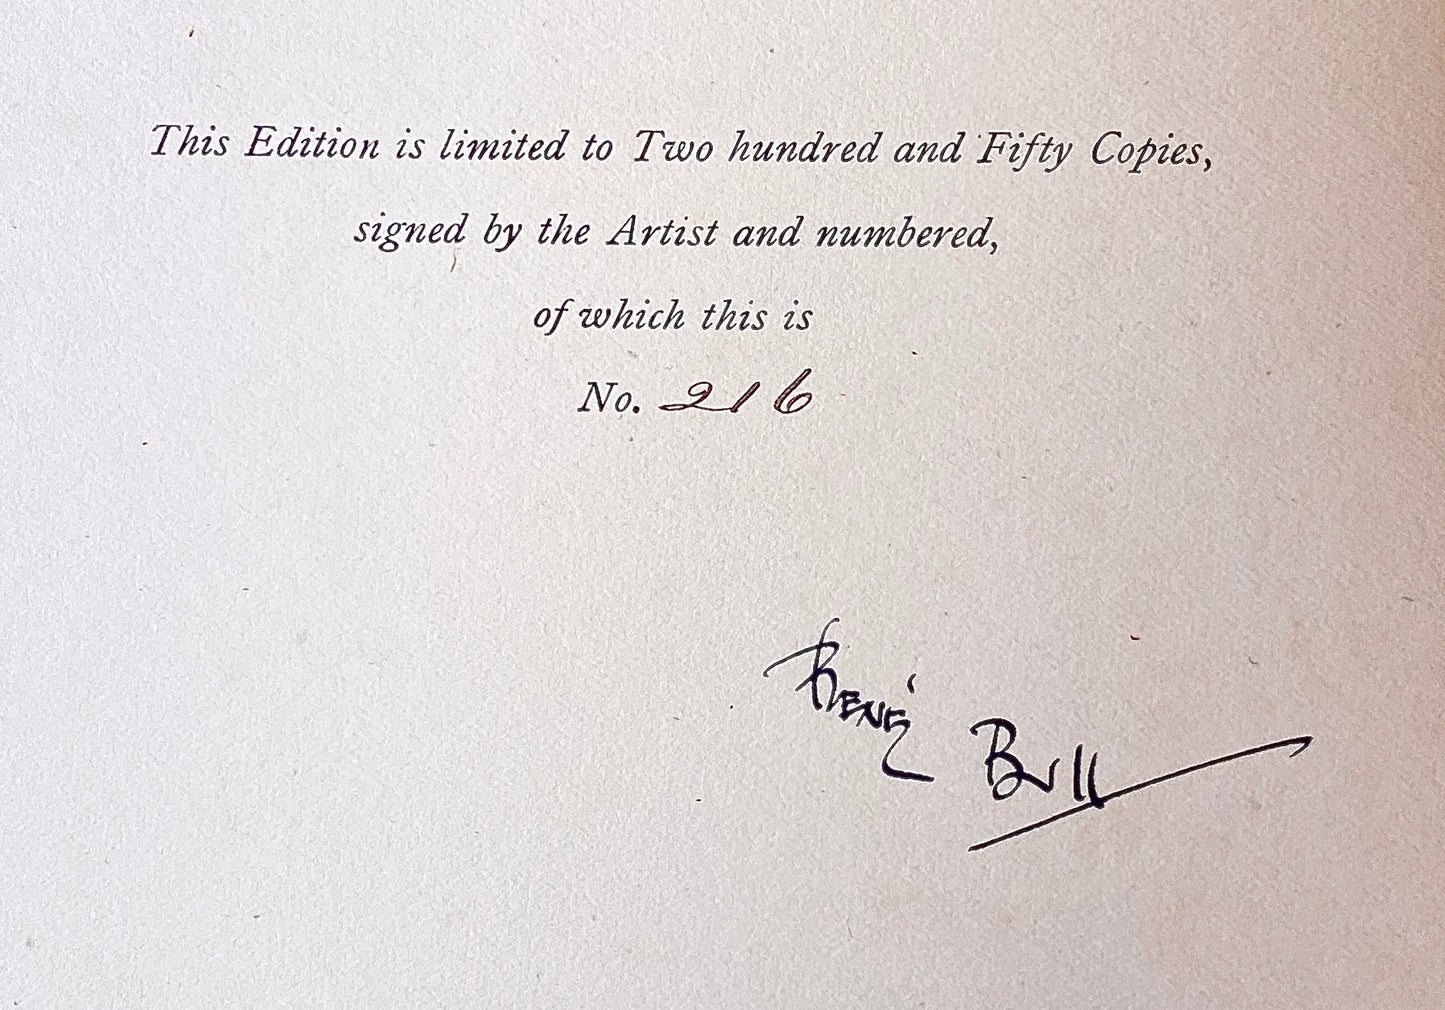 This Edition is limited to Two hundred and Fifty Copies,
signed by the Artist and numbered,
of which this is
No. 216
René Bull